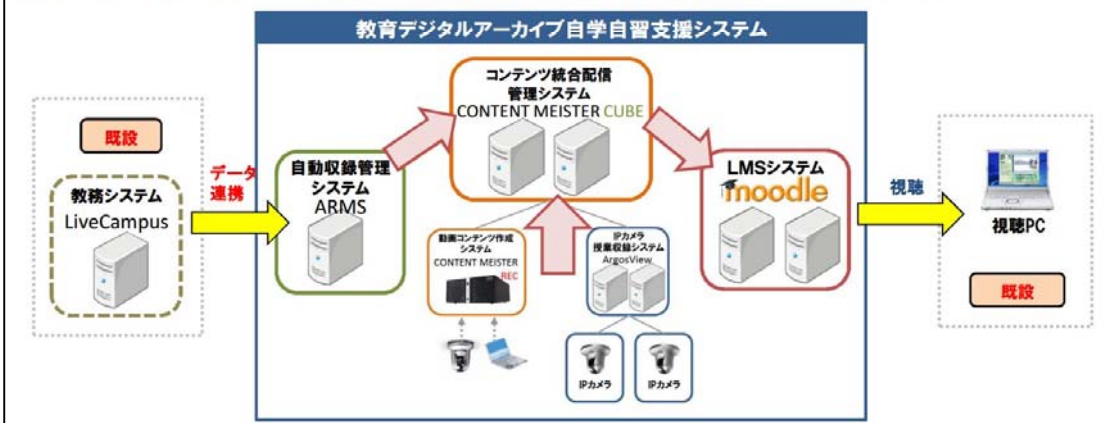 教育デジタルアーカイブ自学自習支援システム
既設
教務システム
LiveCampus
データ
連携
自動収録管理
システム
ARMS
コンテンツ統合配信
管理システム
CONTENT MEISTER CUBE
動画コンテンツ作成
システム
CONTENT MEISTER
REC
IPカメラ
授業収録システム
ArgosView
IPカメラ
IPカメラ
LMSシステム
moodle
視聴
視聴PC
既設